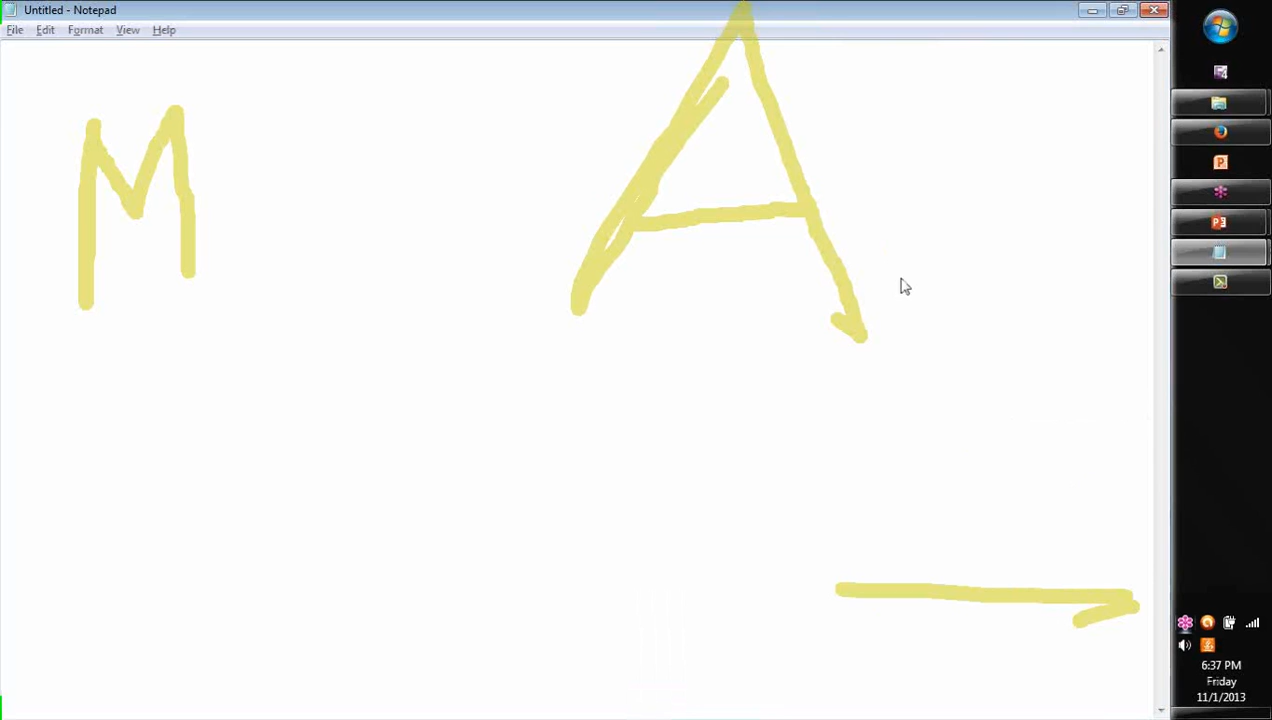 Untitled - Notepad
File Edit Format View Help
M A
6:37 PM
Friday
11/1/2013